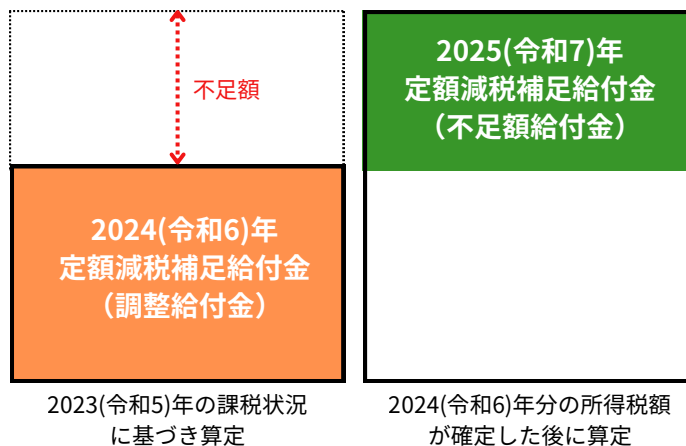 不足額
2024(令和6)年
定額減税補足給付金
（調整給付金）
2023(令和5)年の課税状況
に基づき算定
2025(令和7)年
定額減税補足給付金
（不足額給付金）
2024(令和6)年分の所得税額
が確定した後に算定